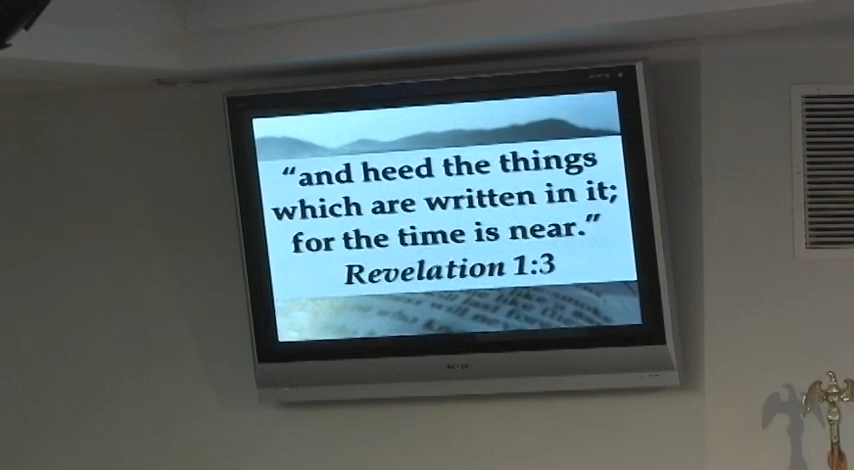 “and heed the things
which are written in it;
for the time is near.”
Revelation 1:3